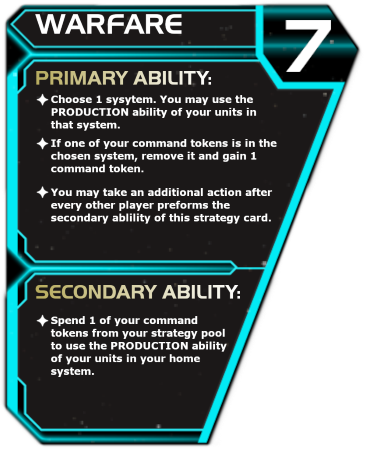 WARFARE
7
PRIMARY ABILITY:
Choose 1 sysytem. You may use the
PRODUCTION ability of your units in
that system.
If one of your command tokens is in the
chosen system, remove it and gain 1
command token.
You may take an additional action after
every other player preforms the
secondary ablility of this strategy card.
SECONDARY ABILITY:
Spend 1 of your command
tokens from your strategy pool
to use the PRODUCTION ability
of your units in your home
system.